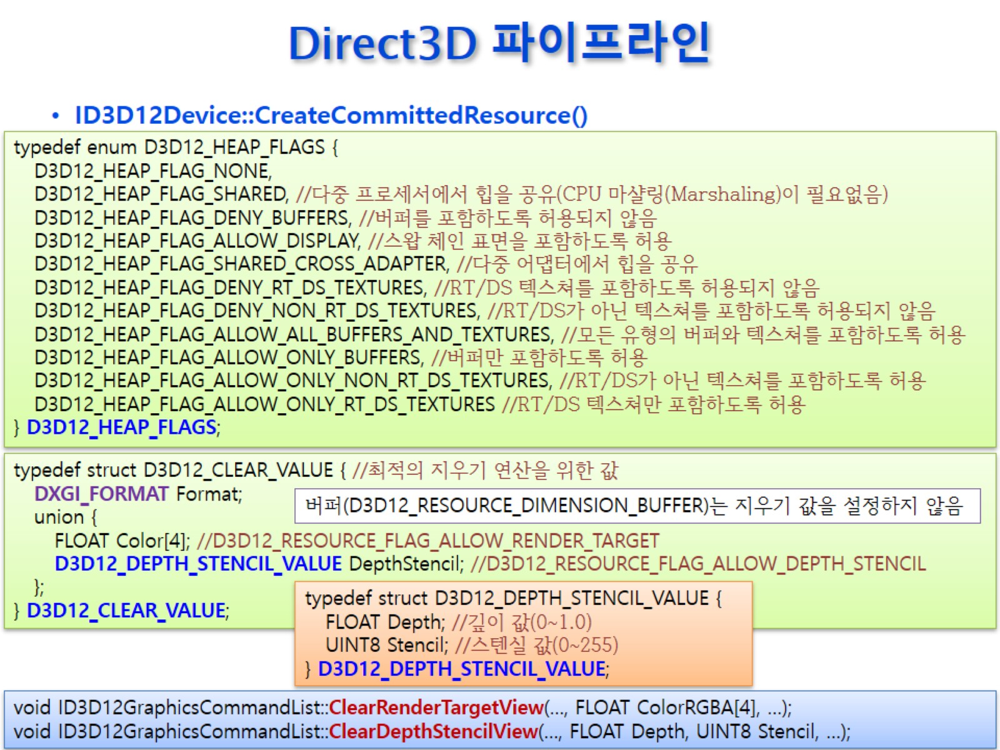 Direct3D 파이프라인
• ID3D12Device::CreateCommittedResource()
typedef enum D3D12_HEAP_FLAGS {
D3D12_HEAP_FLAG_NONE,
D3D12_HEAP_FLAG_SHARED, //다중 프로세서에서 힙을 공유(CPU 마샬링(Marshaling)이 필요없음)
D3D12_HEAP_FLAG_DENY_BUFFERS, //버퍼를 포함하도록 허용되지 않음
D3D12_HEAP_FLAG_ALLOW_DISPLAY, //스왑 체인 표면을 포함하도록 허용
D3D12_HEAP_FLAG_SHARED_CROSS_ADAPTER, //다중 어댑터에서 힙을 공유
D3D12_HEAP_FLAG_DENY_RT_DS_TEXTURES, //RT/DS 텍스쳐를 포함하도록 허용되지 않음
D3D12_HEAP_FLAG_DENY_NON_RT_DS_TEXTURES, //RT/DS가 아닌 텍스쳐를 포함하도록 허용되지 않음
D3D12_HEAP_FLAG_ALLOW_ALL_BUFFERS_AND_TEXTURES, //모든 유형의 버퍼와 텍스쳐를 포함하도록 허용
D3D12_HEAP_FLAG_ALLOW_ONLY_BUFFERS, //버퍼만 포함하도록 허용
D3D12_HEAP_FLAG_ALLOW_ONLY_NON_RT_DS_TEXTURES, //RT/DS가 아닌 텍스쳐를 포함하도록 허용
D3D12_HEAP_FLAG_ALLOW_ONLY_RT_DS_TEXTURES //RT/DS 텍스쳐만 포함하도록 허용
} D3D12_HEAP_FLAGS;
typedef struct D3D12_CLEAR_VALUE { //최적의 지우기 연산을 위한 값
DXGI_FORMAT Format;
버퍼(D3D12_RESOURCE_DIMENSION_BUFFER)는 지우기 값을 설정하지 않음
union {
FLOAT Color[4]; //D3D12_RESOURCE_FLAG_ALLOW_RENDER_TARGET
D3D12_DEPTH_STENCIL_VALUE DepthStencil; //D3D12_RESOURCE_FLAG_ALLOW_DEPTH_STENCIL
};
} D3D12_CLEAR_VALUE;
typedef struct D3D12_DEPTH_STENCIL_VALUE {
FLOAT Depth; //깊이 값(0~1.0)
UINT8 Stencil; //스텐실 값(0~255)
} D3D12_DEPTH_STENCIL_VALUE;
void ID3D12GraphicsCommandList::ClearRenderTargetView(..., FLOAT ColorRGBA[4], ...);
void ID3D12GraphicsCommandList::ClearDepthStencilView(..., FLOAT Depth, UINT8 Stencil, ...);